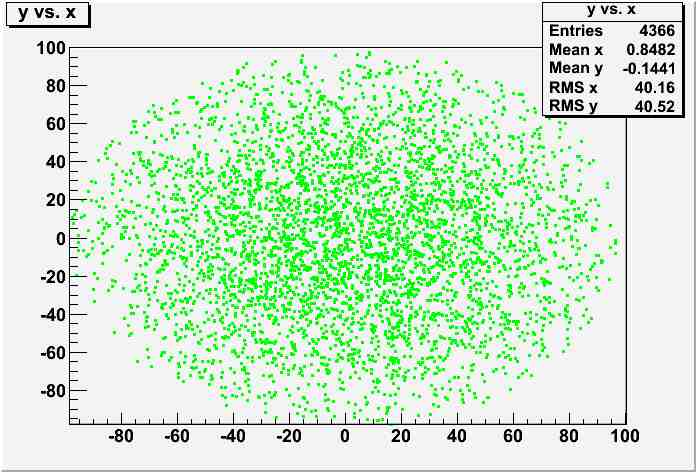 y vs. x
y vs. x
Entries 4366
Mean x 0.8482
Mean y -0.1441
RMS x 40.16
RMS y 40.52
100
80
60
40
20
0
-20
-40
-60
-80
-80 -60 -40 -20 0 20 40 60 80 100